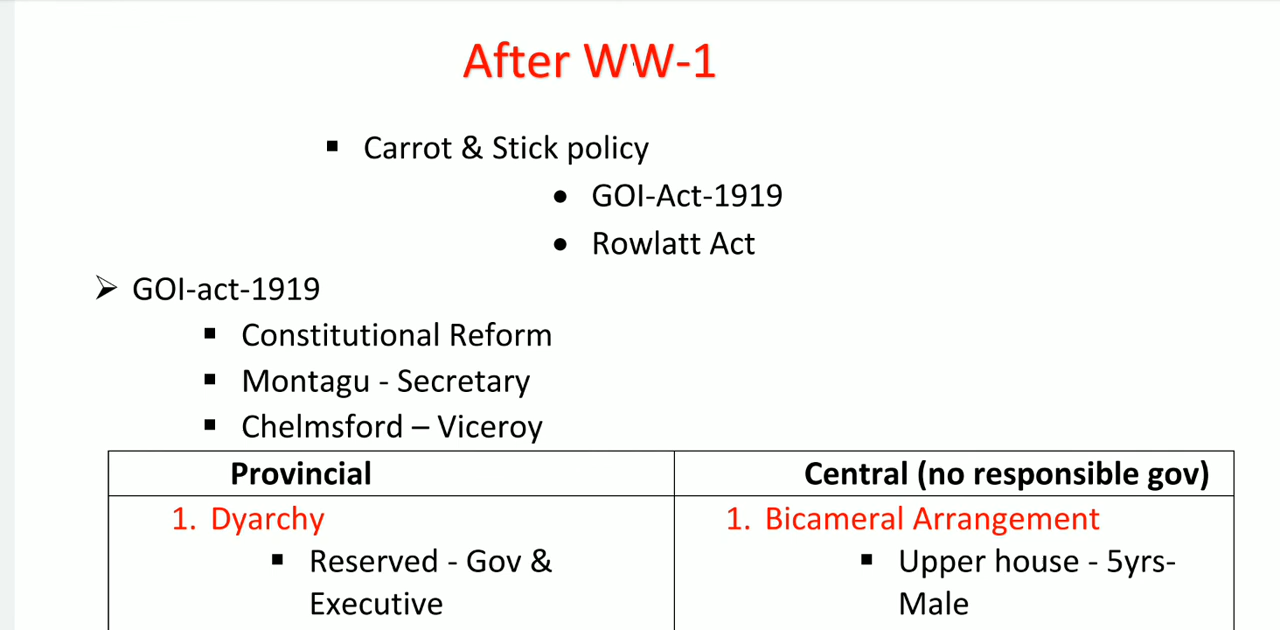 After WW-1
▪ Carrot & Stick policy
• GOI-Act-1919
• Rowlatt Act
➢ GOI-act-1919
▪ Constitutional Reform
▪ Montagu - Secretary
▪ Chelmsford – Viceroy
Provincial
Central (no responsible gov)
1. Dyarchy
▪ Reserved - Gov &
Executive
1. Bicameral Arrangement
▪ Upper house - 5yrs-
Male